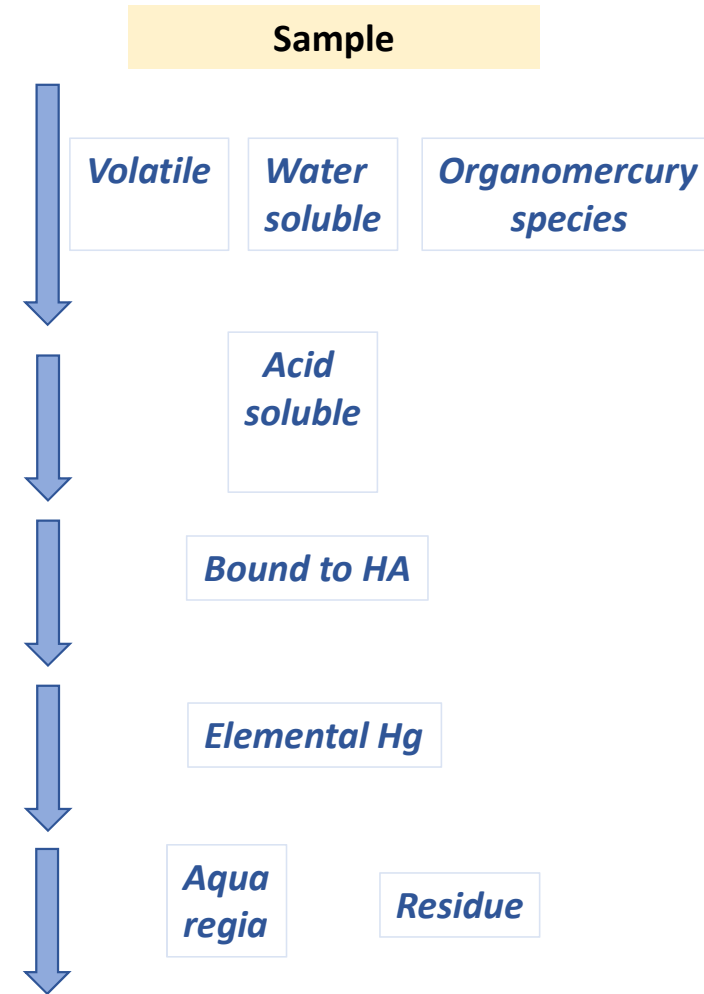 Sample
Volatile
Water
soluble
Organomercury
species
Acid
soluble
Bound to HA
Elemental Hg
Aqua
regia
Residue